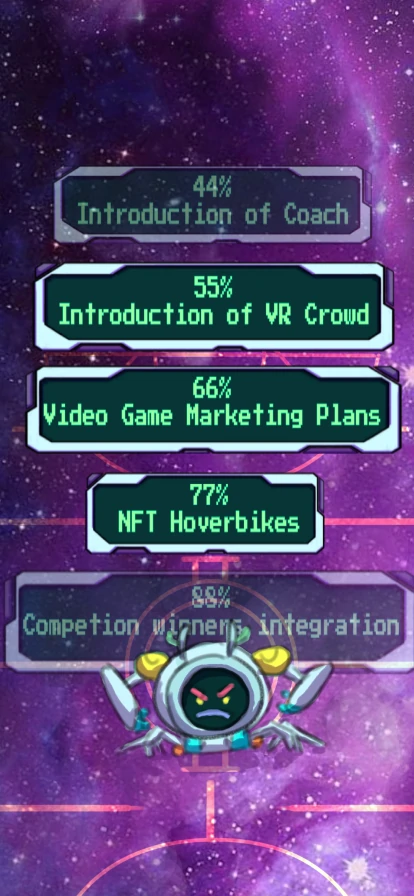 44%
Introduction of Coach
55%
Introduction of VR Crowd
66%
Video Game Marketing Plans
77%
NFT Hoverbikes
88%
Competion winners integration